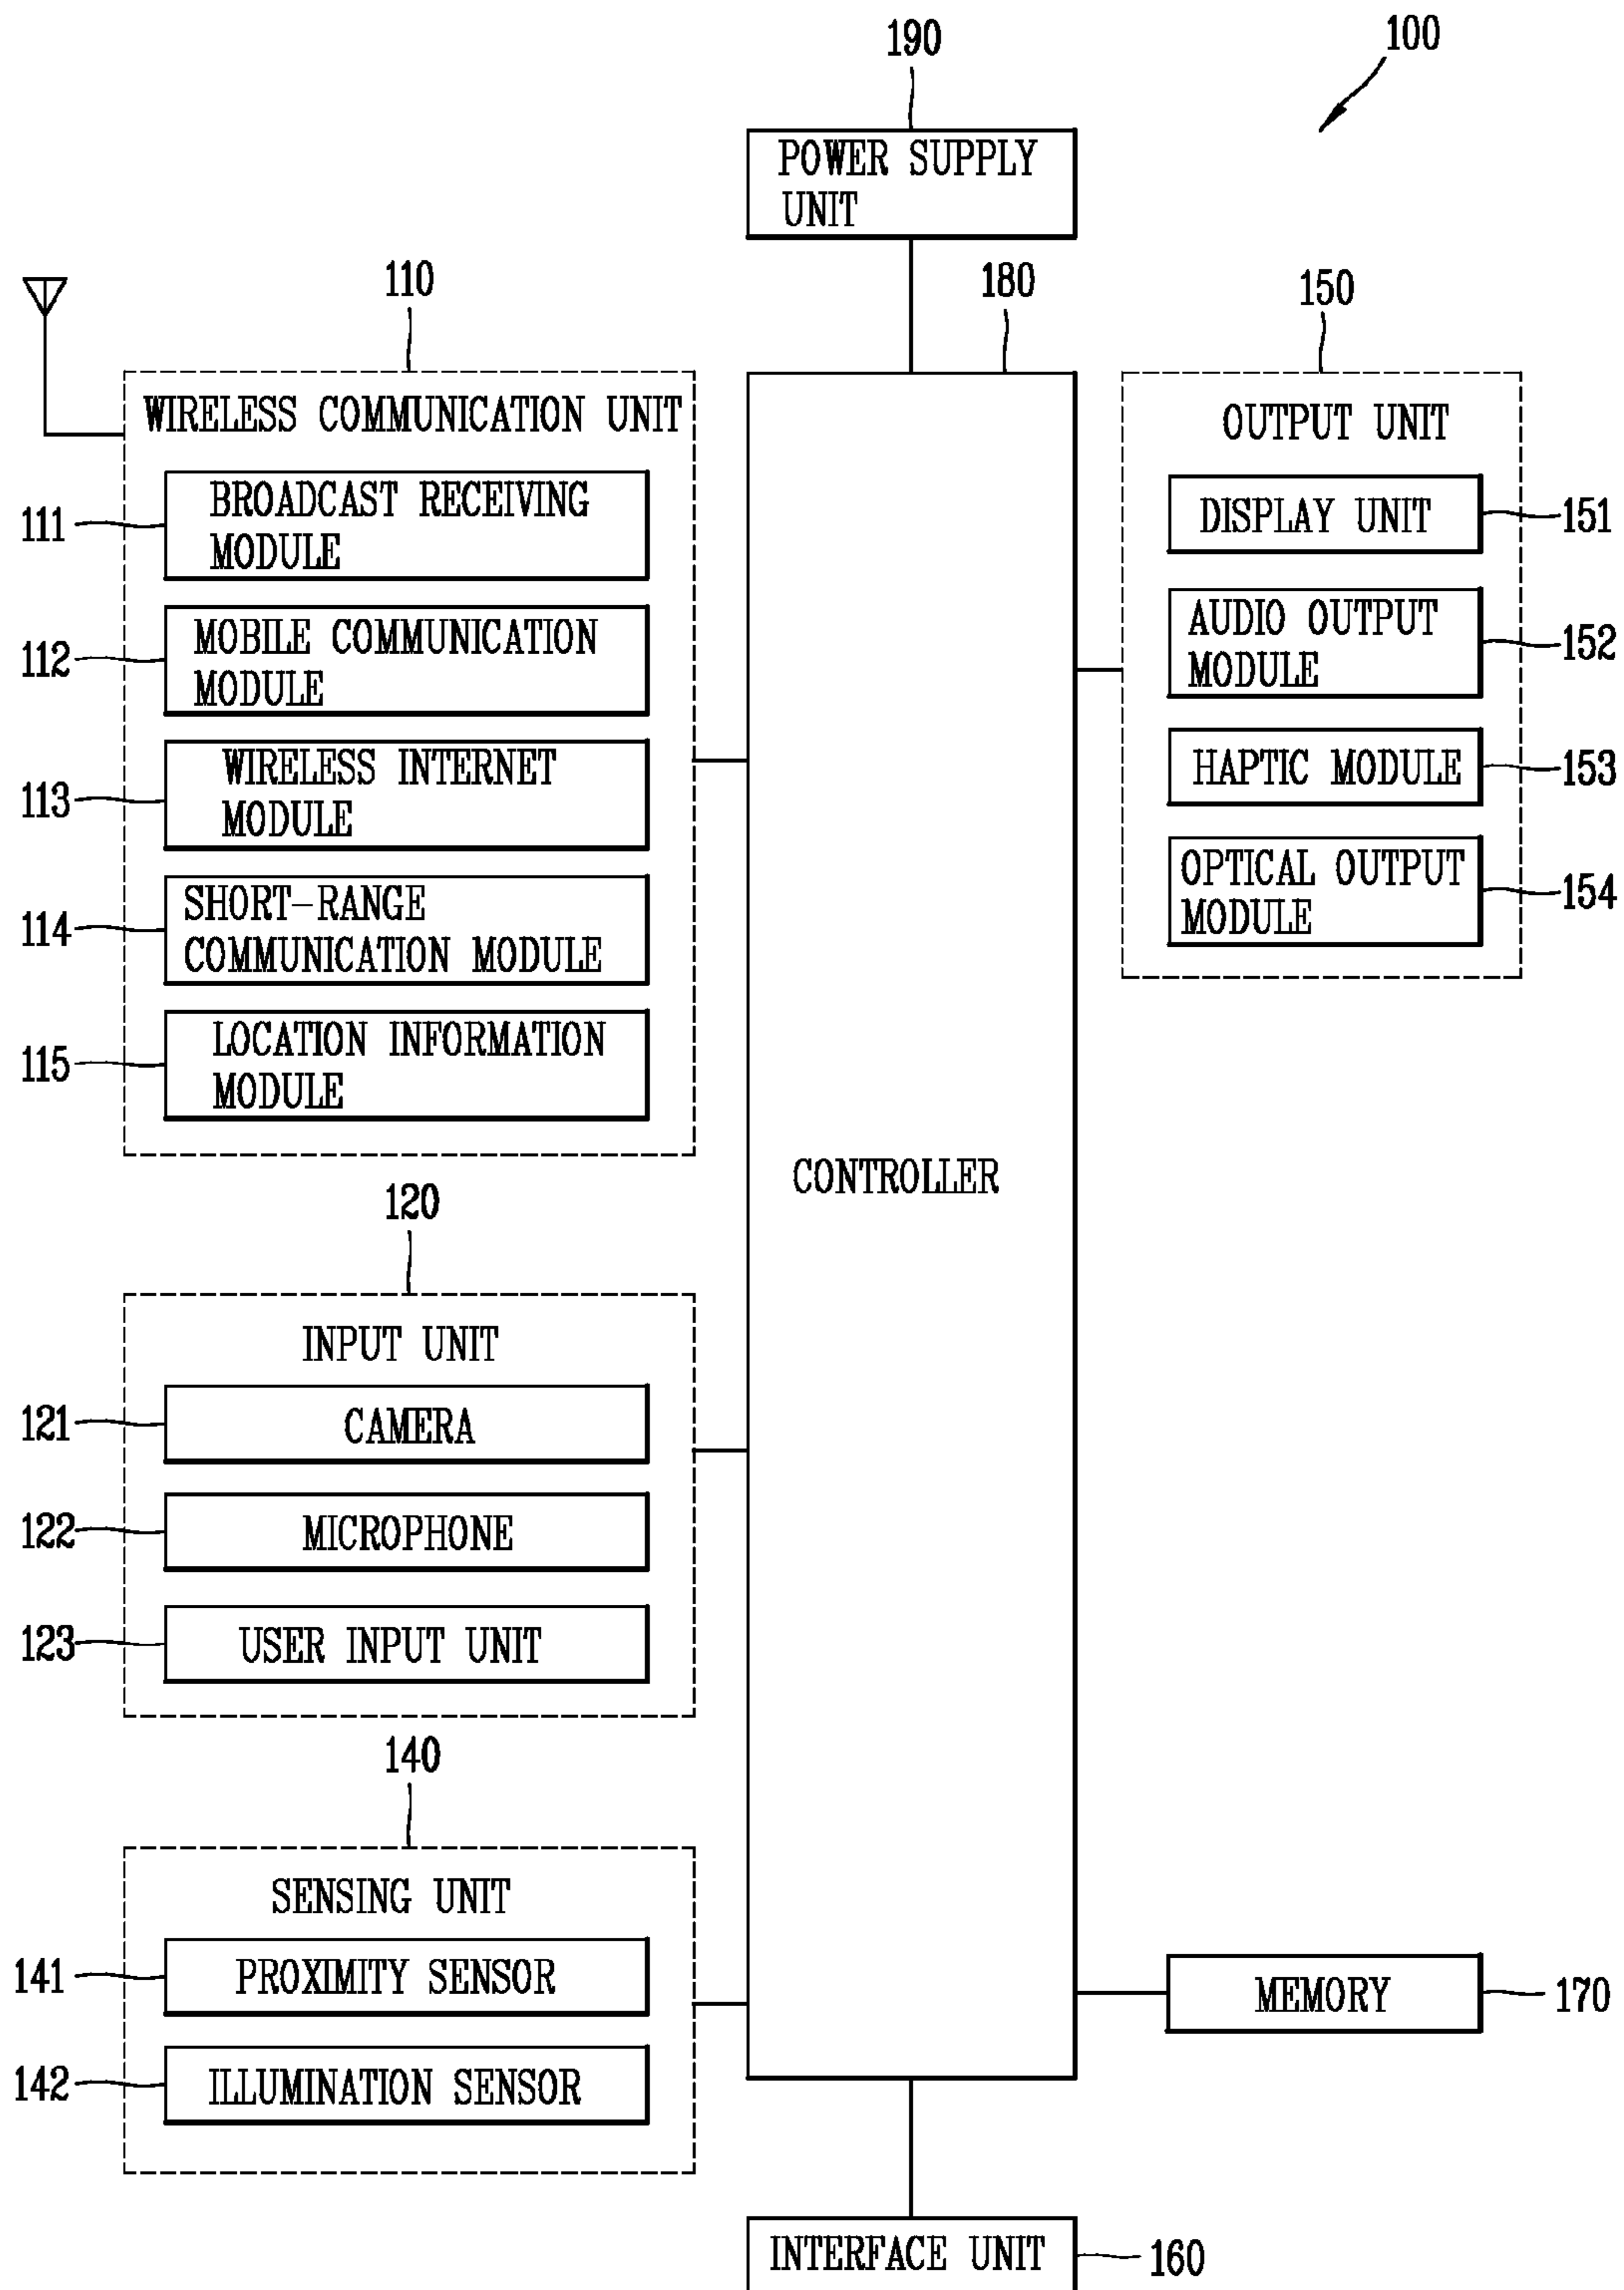 190
100
POWER SUPPLY
UNIT
110
180
150
WIRELESS COMMUNICATION UNIT
111
BROADCAST RECEIVING
MODULE
112
MOBILE COMMUNICATION
MODULE
113
WIRELESS INTERNET
MODULE
114
SHORT-RANGE
COMMUNICATION MODULE
115
LOCATION INFORMATION
MODULE
OUTPUT UNIT
DISPLAY UNIT
151
AUDIO OUTPUT
MODULE
152
HAPTIC MODULE
153
OPTICAL OUTPUT
MODULE
154
CONTROLLER
120
INPUT UNIT
121
CAMERA
122
MICROPHONE
123
USER INPUT UNIT
140
SENSING UNIT
141
PROXIMITY SENSOR
142
ILLUMINATION SENSOR
MEMORY
170
INTERFACE UNIT
160